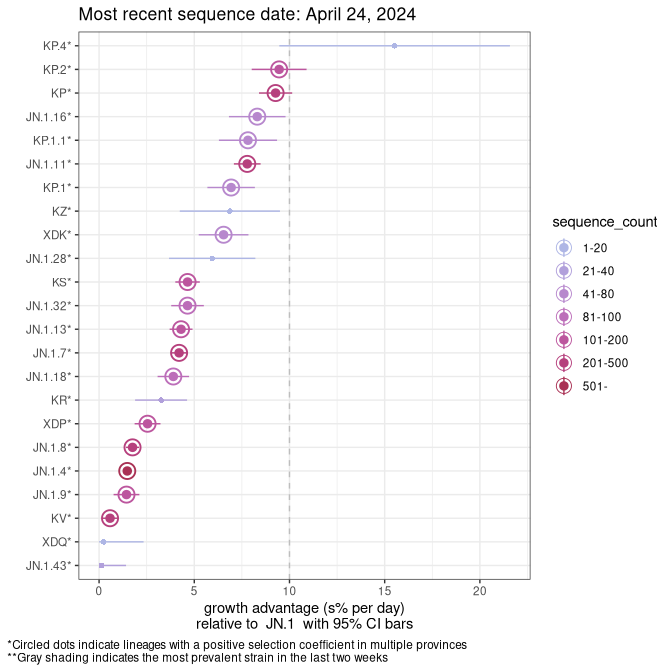 Most recent sequence date: April 24, 2024
KP.4*
KP.2*
KP*
JN.1.16*
KP.1.1*
JN.1.11*
KP.1*
KZ*
XDK*
JN.1.28*
KS*
JN.1.32*
JN.1.13*
JN.1.7*
JN.1.18*
KR*
XDP*
JN.1.8*
JN.1.4*
JN.1.9*
KV*
XDQ*
JN.1.43*
0 5 10 15 20
growth advantage (s% per day)
relative to JN.1 with 95% CI bars
sequence_count
1-20
21-40
41-80
81-100
101-200
201-500
501-
*Circled dots indicate lineages with a positive selection coefficient in multiple provinces
**Gray shading indicates the most prevalent strain in the last two weeks